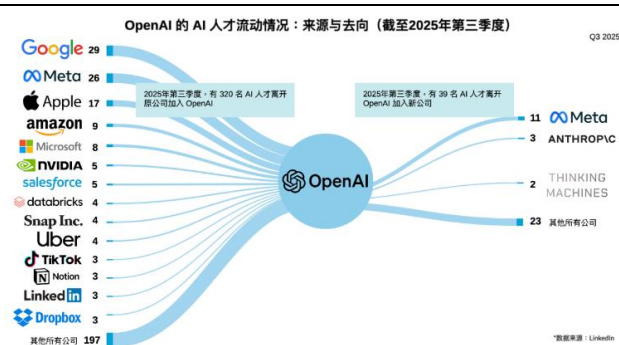 OpenAI 的 AI 人才流动情况：来源与去向（截至2025年第三季度）
Q3 2025
Google 29
Meta 26
Apple 17
amazon 9
Microsoft 8
NVIDIA 5
salesforce 5
databricks 4
Snap Inc. 4
Uber 4
TikTok 3
Notion 3
Linked in 3
Dropbox 3
其他所有公司 197
2025年第三季度，有 320 名 AI 人才离开
原公司加入 OpenAI
OpenAI
2025年第三季度，有 39 名 AI 人才离开
OpenAI 加入新公司
11 Meta
3 ANTHROP\C
2 THINKING
MACHINES
23 其他所有公司
*数据来源：LinkedIn